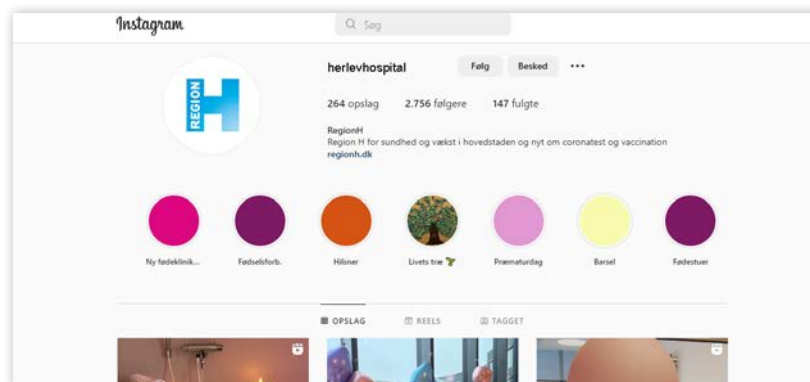 Instagram
Søg
REGION H
herlevhospital Følg Besked
264 opslag 2.756 følgere 147 fulgte
RegionH
Region H for sundhed og vækst i hovedstaden og nyt om coronatest og vaccination
regionh.dk
Ny fødeklinik... Fødselsforb. Hilsner Livets træ Præmaturdag Barsel Fødestuer
OPSLAG REELS TAGGET